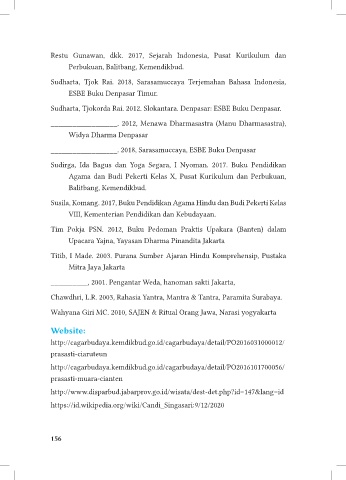 Restu Gunawan, dkk. 2017, Sejarah Indonesia, Pusat Kurikulum dan
Perbukuan, Balitbang, Kemendikbud.
Sudharta, Tjok Rai. 2018, Sarasamuccaya Terjemahan Bahasa Indonesia,
ESBE Buku Denpasar Timur.
Sudharta, Tjokorda Rai. 2012, Slokantara. Denpasar: ESBE Buku Denpasar.
__________________. 2012, Menawa Dharmasastra (Manu Dharmasastra),
Widya Dharma Denpasar
__________________. 2018, Sarasamuccaya, ESBE Buku Denpasar
Sudirga, Ida Bagus dan Yoga Segara, I Nyoman. 2017. Buku Pendidikan
Agama dan Budi Pekerti Kelas X, Pusat Kurikulum dan Perbukuan,
Balitbang, Kemendikbud.
Susila, Komang. 2017, Buku Pendidikan Agama Hindu dan Budi Pekerti Kelas
VIII, Kementerian Pendidikan dan Kebudayaan.
Tim Pokja PSN. 2012, Buku Pedoman Praktis Upakara (Banten) dalam
Upacara Yajna, Yayasan Dharma Pinandita Jakarta
Titib, I Made. 2003. Purana Sumber Ajaran Hindu Komprehensip, Pustaka
Mitra Jaya Jakarta
__________, 2001. Pengantar Weda, hanoman sakti Jakarta,
Chawdhri, L.R. 2003, Rahasia Yantra, Mantra & Tantra, Paramita Surabaya.
Wahyana Giri MC. 2010, SAJEN & Ritual Orang Jawa, Narasi yogyakarta
Website:
http://cagarbudaya.kemdikbud.go.id/cagarbudaya/detail/PO2016031000012/
prasasti-ciaruteun
http://cagarbudaya.kemdikbud.go.id/cagarbudaya/detail/PO2016101700056/
prasasti-muara-cianten
http://www.disparbud.jabarprov.go.id/wisata/dest-det.php?id=147&lang=id
https://id.wikipedia.org/wiki/Candi_Singasari:9/12/2020
156